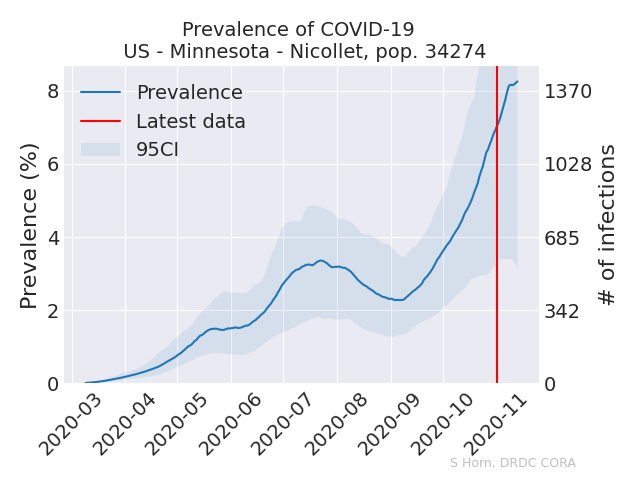 Prevalence of COVID-19
US - Minnesota - Nicollet, pop. 34274
Prevalence
Latest data
95CI
Prevalence (%)
8
6
4
2
0
1370
1028
685
342
0
# of infections
2020-03
2020-04
2020-05
2020-06
2020-07
2020-08
2020-09
2020-10
2020-11
S Horn, DRDC CORA